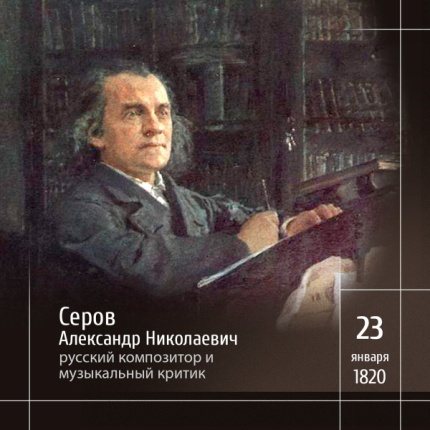 Серов
Александр Николаевич
русский композитор и
музыкальный критик
23
января
1820